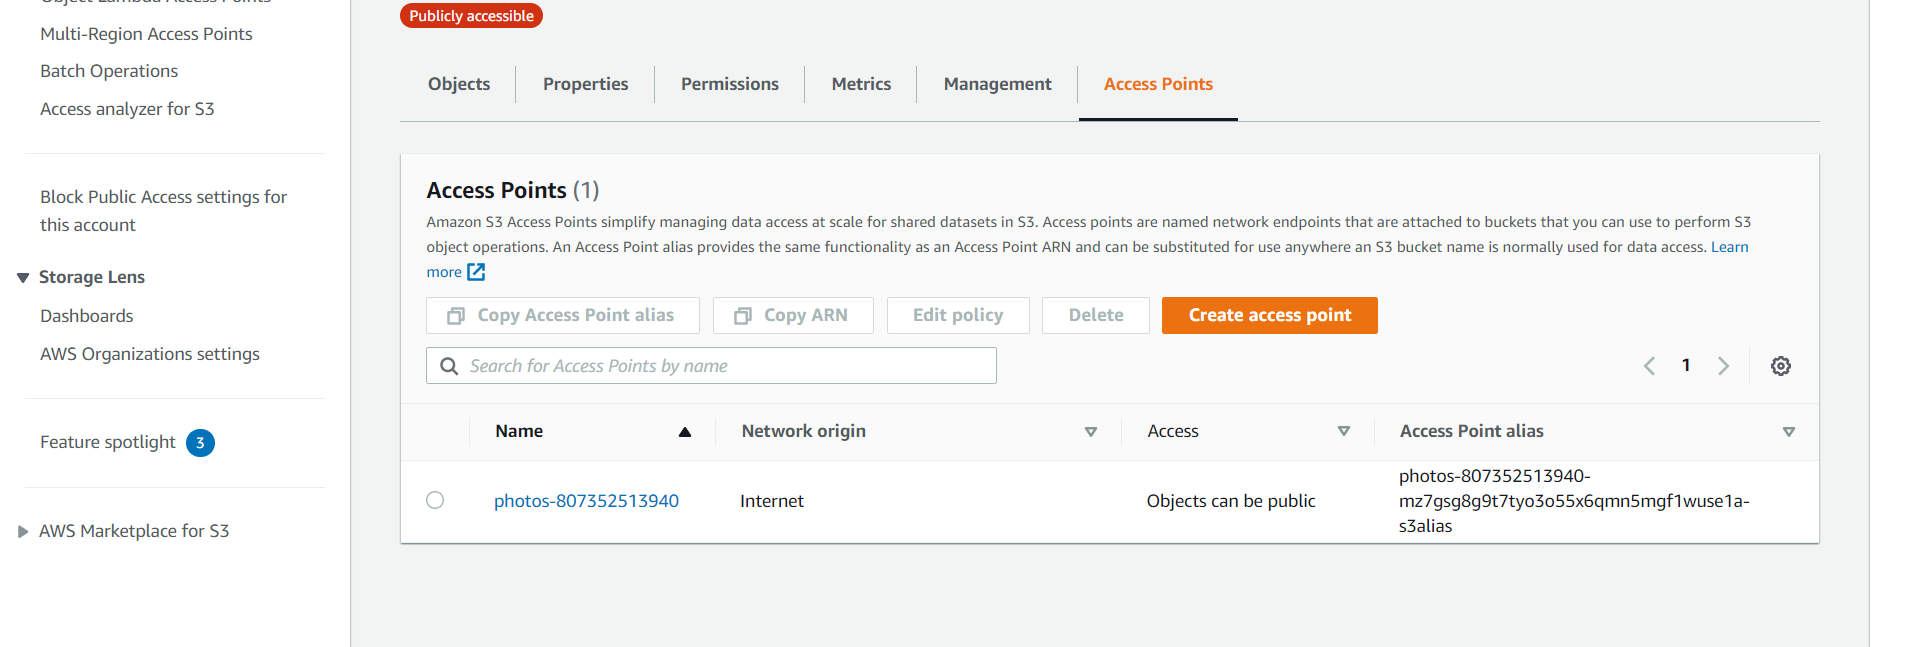 Object Lambda Access Points
Multi-Region Access Points
Batch Operations
Access analyzer for S3
Block Public Access settings for
this account
Storage Lens
Dashboards
AWS Organizations settings
Feature spotlight 3
AWS Marketplace for S3
Publicly accessible
Objects Properties Permissions Metrics Management Access Points
Access Points (1)
Amazon S3 Access Points simplify managing data access at scale for shared datasets in S3. Access points are named network endpoints that are attached to buckets that you can use to perform S3
object operations. An Access Point alias provides the same functionality as an Access Point ARN and can be substituted for use anywhere an S3 bucket name is normally used for data access. Learn
more
Copy Access Point alias Copy ARN Edit policy Delete Create access point
Search for Access Points by name 1
Name Network origin Access Access Point alias
photos-807352513940 Internet Objects can be public photos-807352513940-
mz7gsg8g9t7tyo3o55x6qmn5mgf1wuse1a-
s3alias